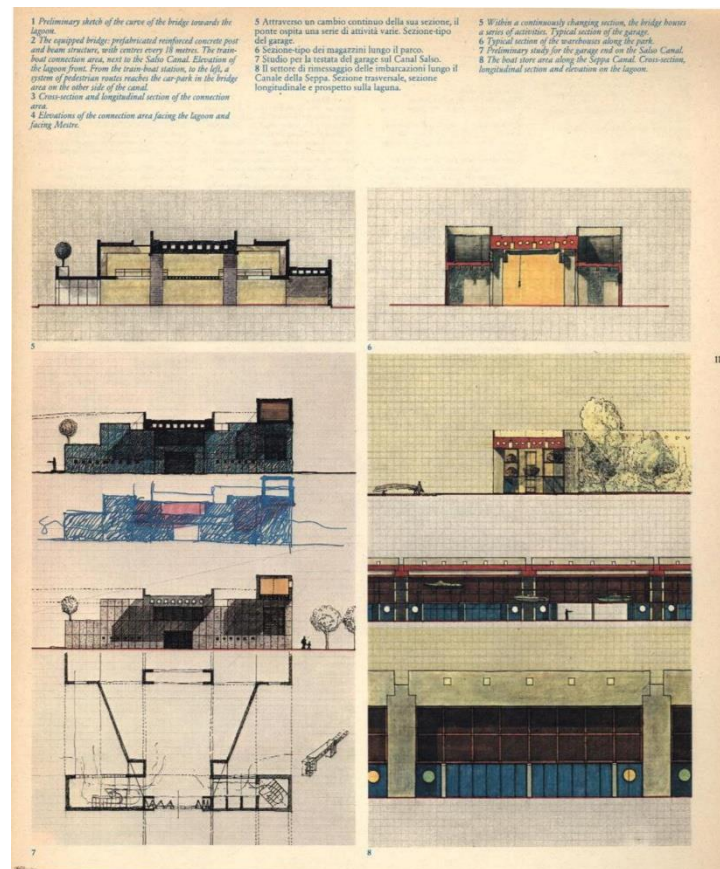 1 Preliminary sketch of the curve of the bridge towards the
lagoon.
2 The equipped bridge: prefabricated reinforced concrete post
and beam structure, with centres every 18 metres. The train-
boat connection area, next to the Salso Canal. Elevation of
the lagoon front. From the train-boat station, to the left, a
system of pedestrian routes reaches the car-park in the bridge
area on the other side of the canal.
3 Cross-section and longitudinal section of the connection
area.
4 Elevations of the connection area facing the lagoon and
facing Mestre.
5 Attraverso un cambio continuo della sua sezione, il
ponte ospita una serie di attività varie. Sezione-tipo
del garage.
6 Sezione-tipo dei magazzini lungo il parco.
7 Studio per la testata del garage sul Canal Salso.
8 Il settore di rimessaggio delle imbarcazioni lungo il
Canale della Seppa. Sezione trasversale, sezione
longitudinale e prospetto sulla laguna.
5 Within a continuously changing section, the bridge houses
a series of activities. Typical section of the garage.
6 Typical section of the warehouses along the park.
7 Preliminary study for the garage end on the Salso Canal.
8 The boat store area along the Seppa Canal. Cross-section,
longitudinal section and elevation on the lagoon.
5
6
7
8